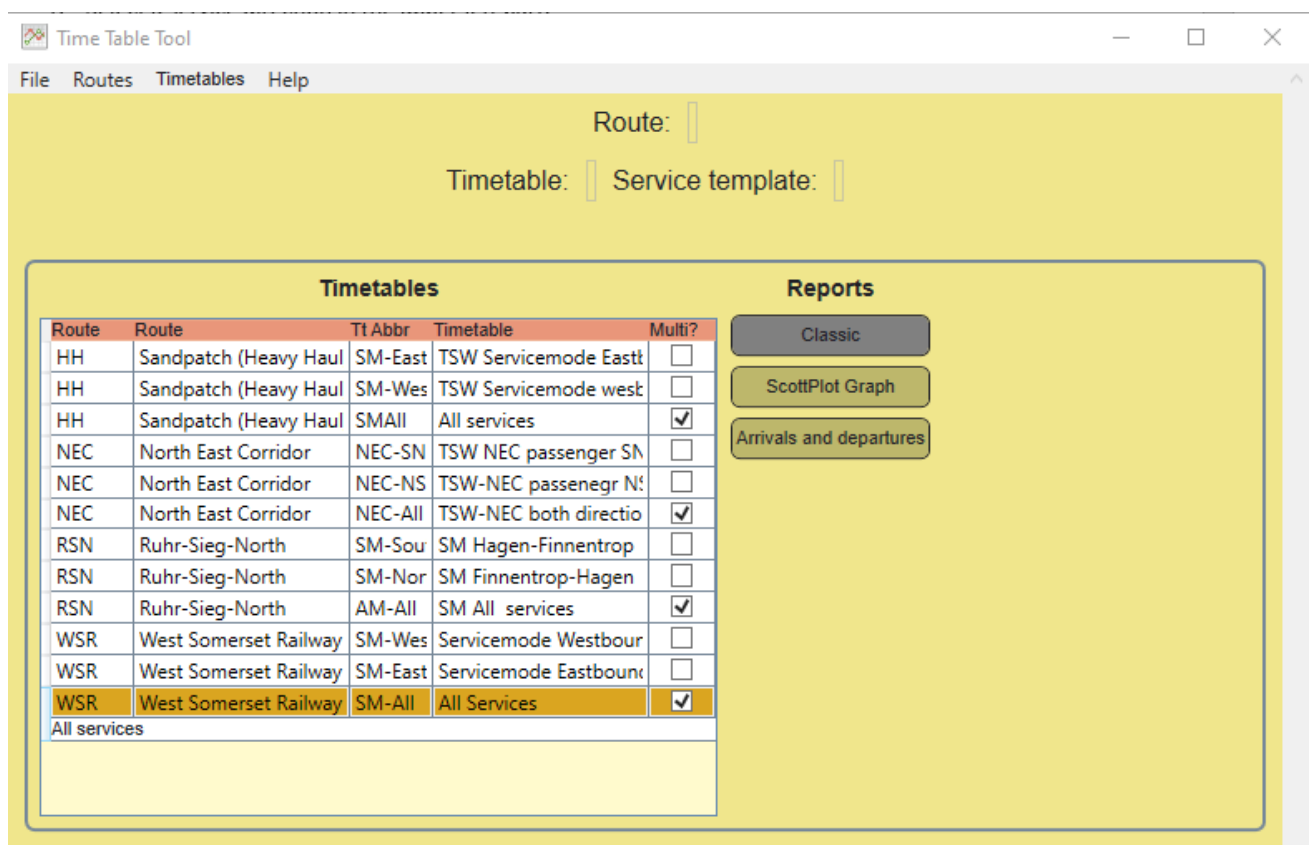 Time Table Tool
File Routes Timetables Help
Route:
Timetable: Service template:
Timetables
Reports
Route Route Tt Abbr Timetable Multi?
HH Sandpatch (Heavy Haul SM-East TSW Servicemode Eastb
HH Sandpatch (Heavy Haul SM-Wes TSW Servicemode westb
HH Sandpatch (Heavy Haul SMAll All services
NEC North East Corridor NEC-SN TSW NEC passenger SN
NEC North East Corridor NEC-NS TSW-NEC passenegr NS
NEC North East Corridor NEC-All TSW-NEC both directio
RSN Ruhr-Sieg-North SM-Sou SM Hagen-Finnentrop
RSN Ruhr-Sieg-North SM-Nor SM Finnentrop-Hagen
RSN Ruhr-Sieg-North AM-All SM All services
WSR West Somerset Railway SM-Wes Servicemode Westbour
WSR West Somerset Railway SM-East Servicemode Eastbound
WSR West Somerset Railway SM-All All Services
All services
Classic
ScottPlot Graph
Arrivals and departures